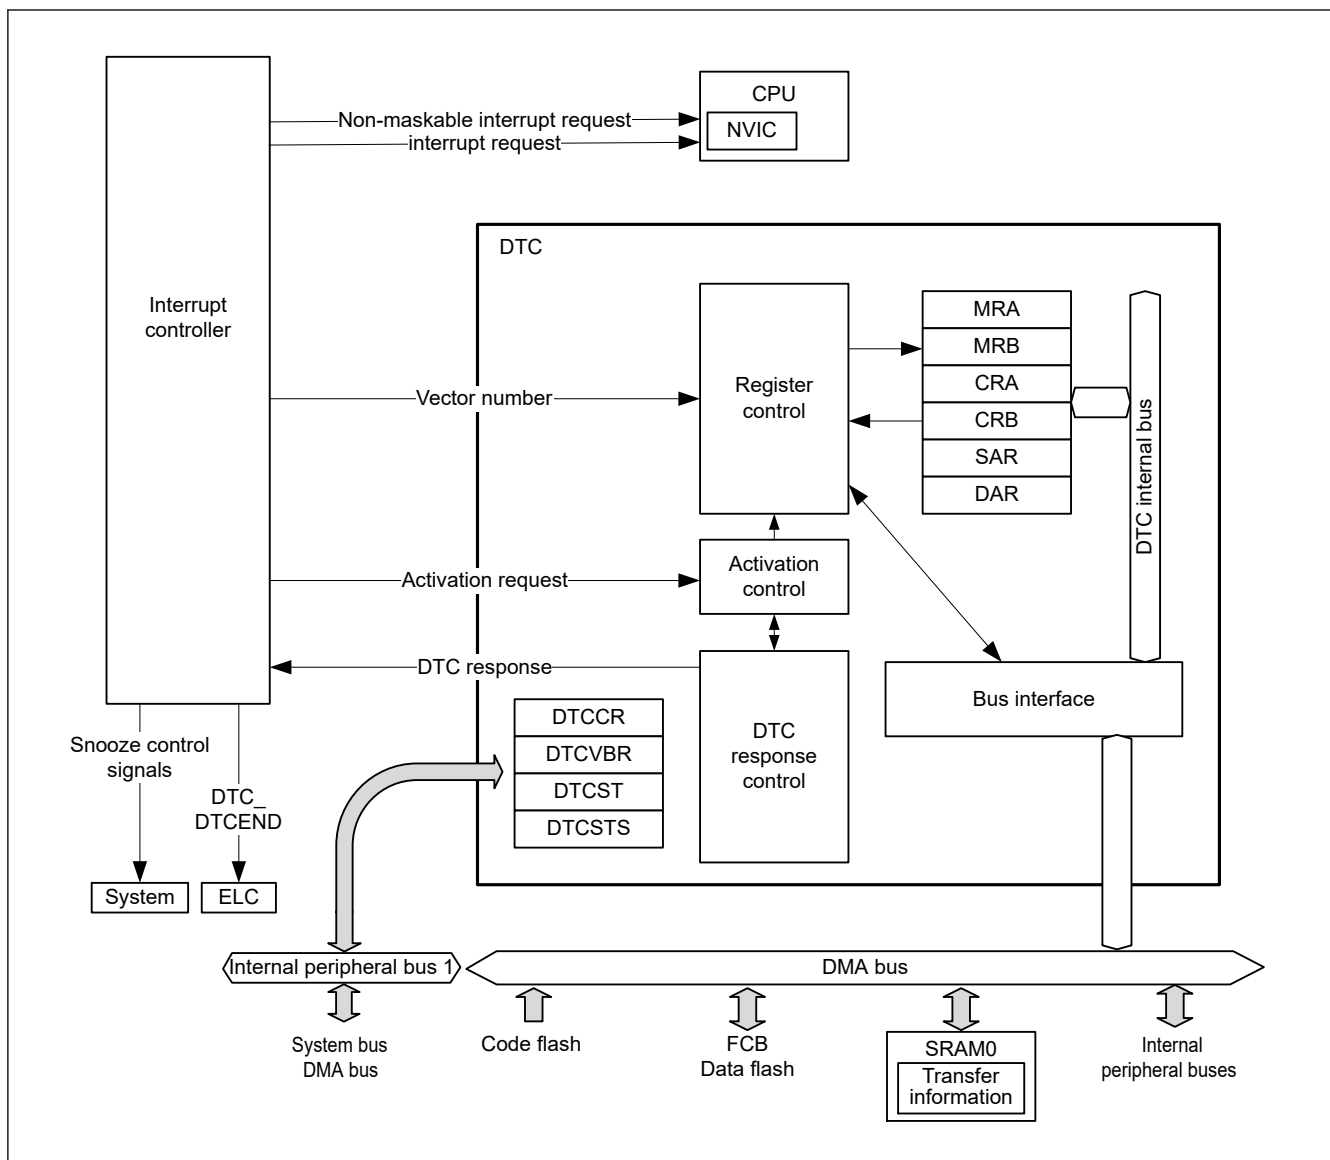 CPU
NVIC
Non-maskable interrupt request
interrupt request
Interrupt
controller
DTC
MRA
MRB
CRA
CRB
SAR
DAR
Register
control
Vector number
DTC internal bus
Activation
control
Activation request
DTC response
Bus interface
DTC
response
control
DTCCR
DTCVBR
DTCST
DTCSTS
Snooze control
signals
DTC_
DTCEND
System
ELC
Internal peripheral bus 1
DMA bus
System bus
DMA bus
Code flash
FCB
Data flash
SRAM0
Transfer
information
Internal
peripheral buses